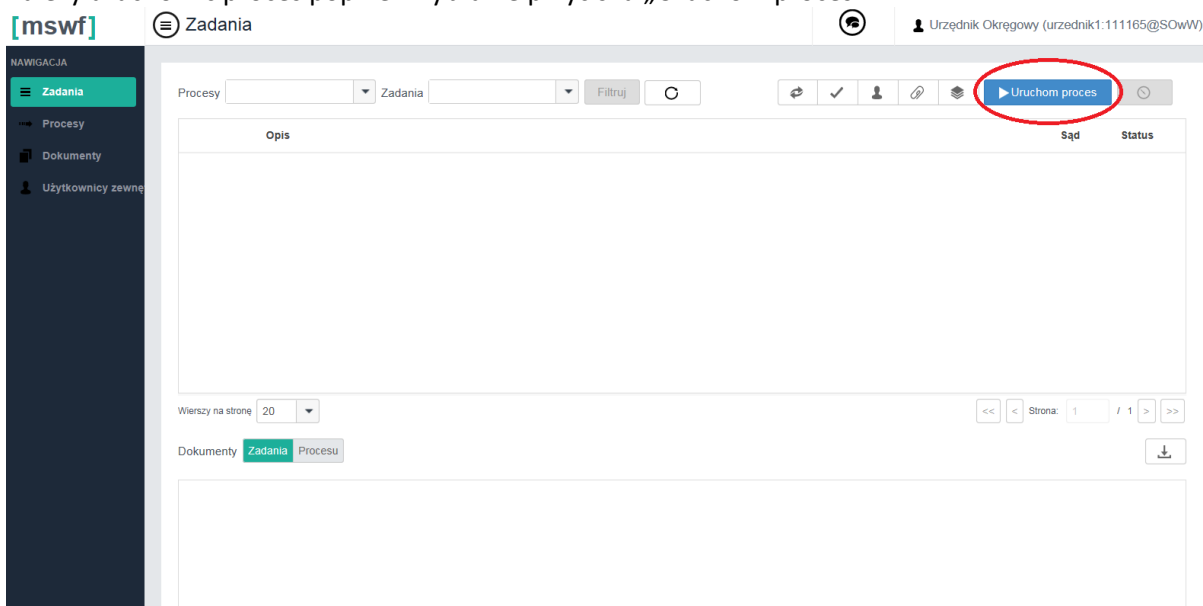 [mswf]
Zadania
Urzędnik Okręgowy (urzednik1:111165@SOwW)
NAWIGACJA
Zadania
Procesy
Dokumenty
Użytkownicy zewnę
Procesy
Zadania
Filtruj
Uruchom proces
Opis
Sąd
Status
Wierszy na stronę
20
<<
<
Strona:
1
/ 1
>
>>
Dokumenty
Zadania
Procesu